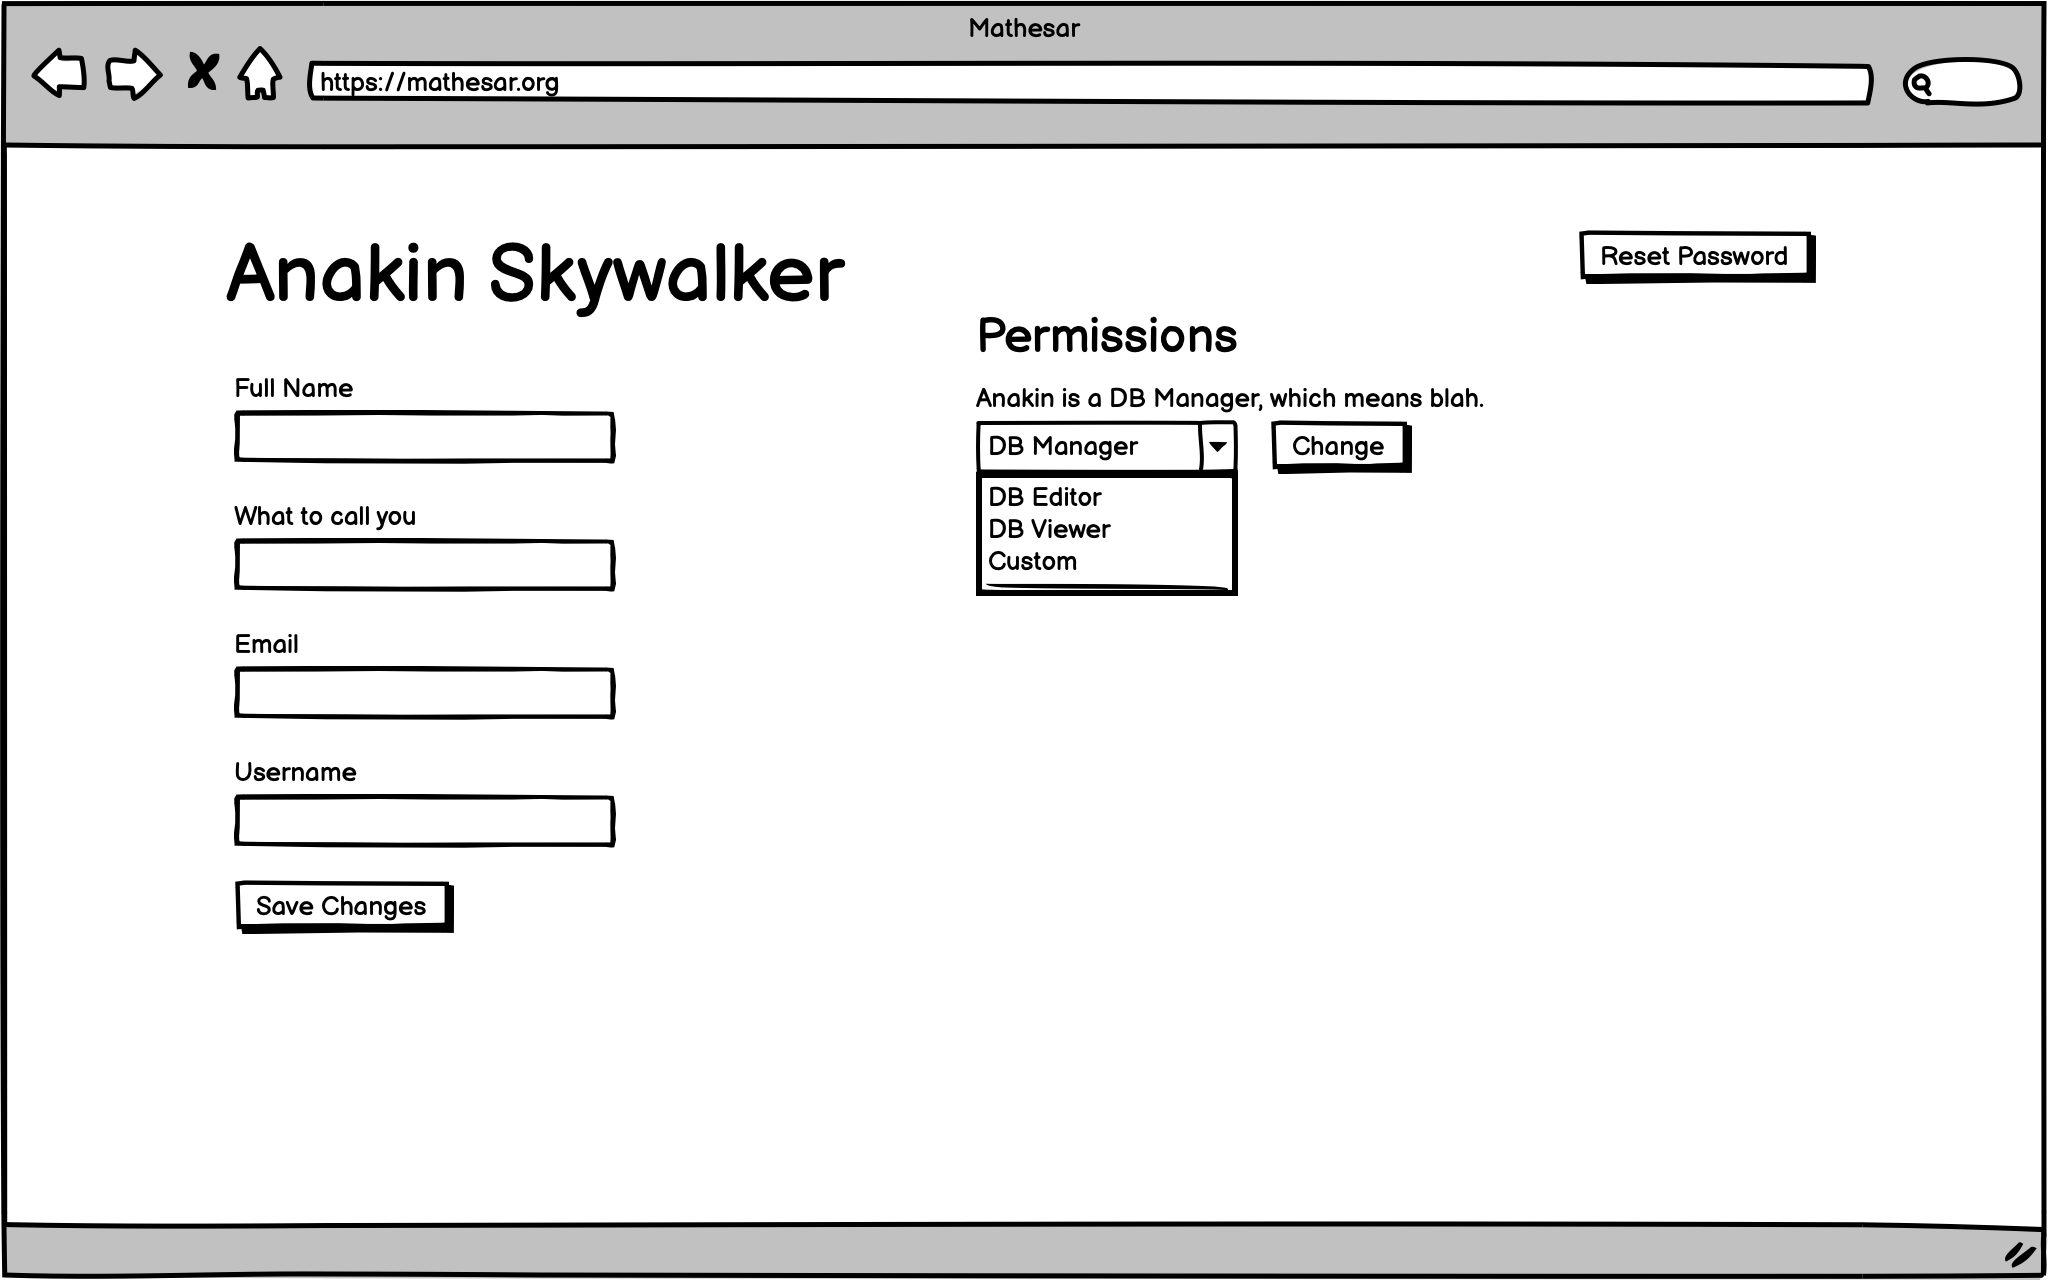 Mathesar
https://mathesar.org
Anakin Skywalker
Reset Password
Permissions
Full Name
Anakin is a DB Manager, which means blah.
DB Manager
Change
DB Editor
DB Viewer
Custom
What to call you
Email
Username
Save Changes